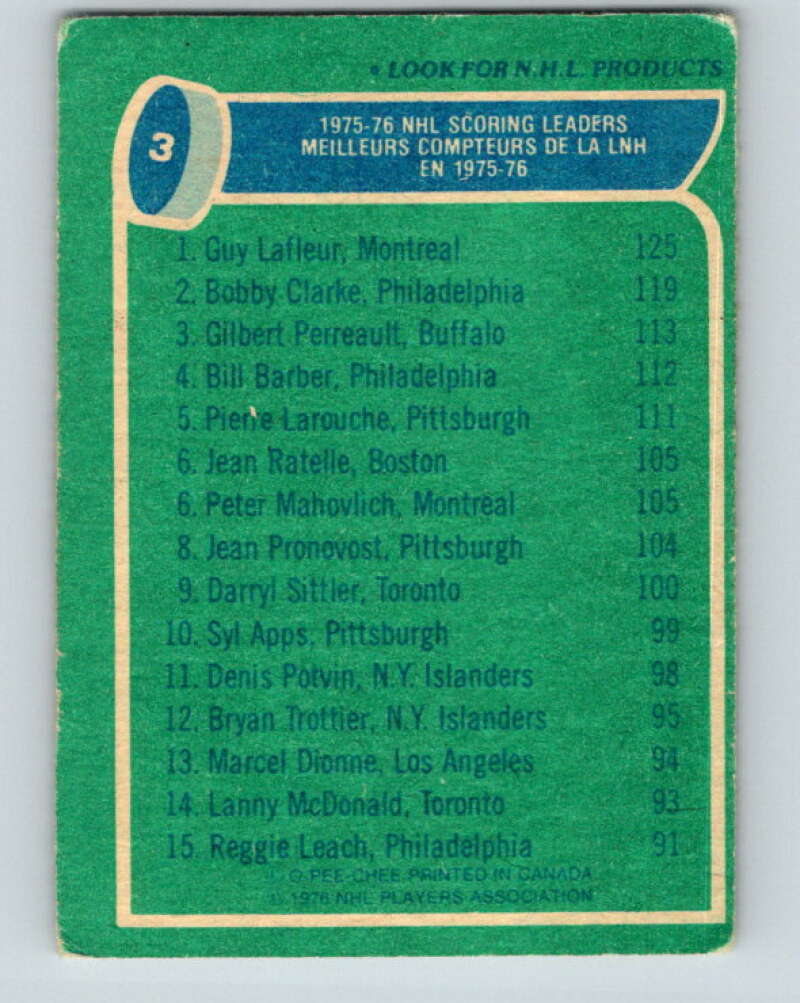 • LOOK FOR N.H.L. PRODUCTS
3
1975-76 NHL SCORING LEADERS
MEILLEURS COMPTEURS DE LA LNH
EN 1975-76
1. Guy Lafleur, Montreal 125
2. Bobby Clarke, Philadelphia 119
3. Gilbert Perreault, Buffalo 113
4. Bill Barber, Philadelphia 112
5. Pierre Larouche, Pittsburgh 111
6. Jean Ratelle, Boston 105
6. Peter Mahovlich, Montreal 105
8. Jean Pronovost, Pittsburgh 104
9. Darryl Sittler, Toronto 100
10. Syl Apps, Pittsburgh 99
11. Denis Potvin, N.Y. Islanders 98
12. Bryan Trottier, N.Y. Islanders 95
13. Marcel Dionne, Los Angeles 94
14. Lanny McDonald, Toronto 93
15. Reggie Leach, Philadelphia 91
© O-PEE-CHEE PRINTED IN CANADA
© 1976 NHL PLAYERS ASSOCIATION